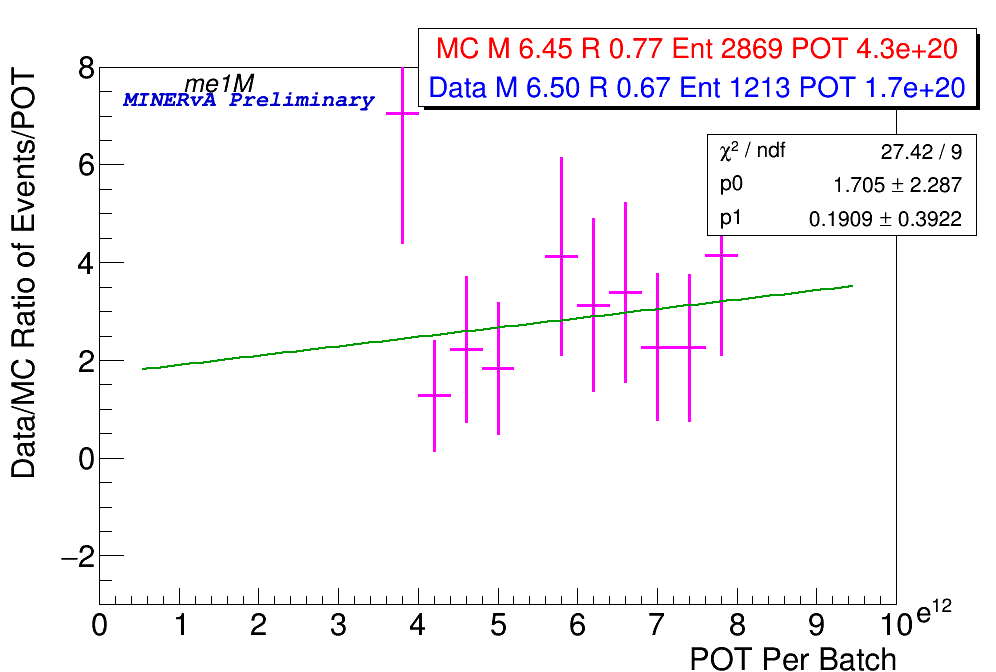 MC M 6.45 R 0.77 Ent 2869 POT 4.3e+20
Data M 6.50 R 0.67 Ent 1213 POT 1.7e+20
me1M
MINERvA Preliminary
χ² / ndf 27.42 / 9
p0 1.705 ± 2.287
p1 0.1909 ± 0.3922
Data/MC Ratio of Events/POT
8
6
4
2
0
−2
0 1 2 3 4 5 6 7 8 9 10 e12
POT Per Batch